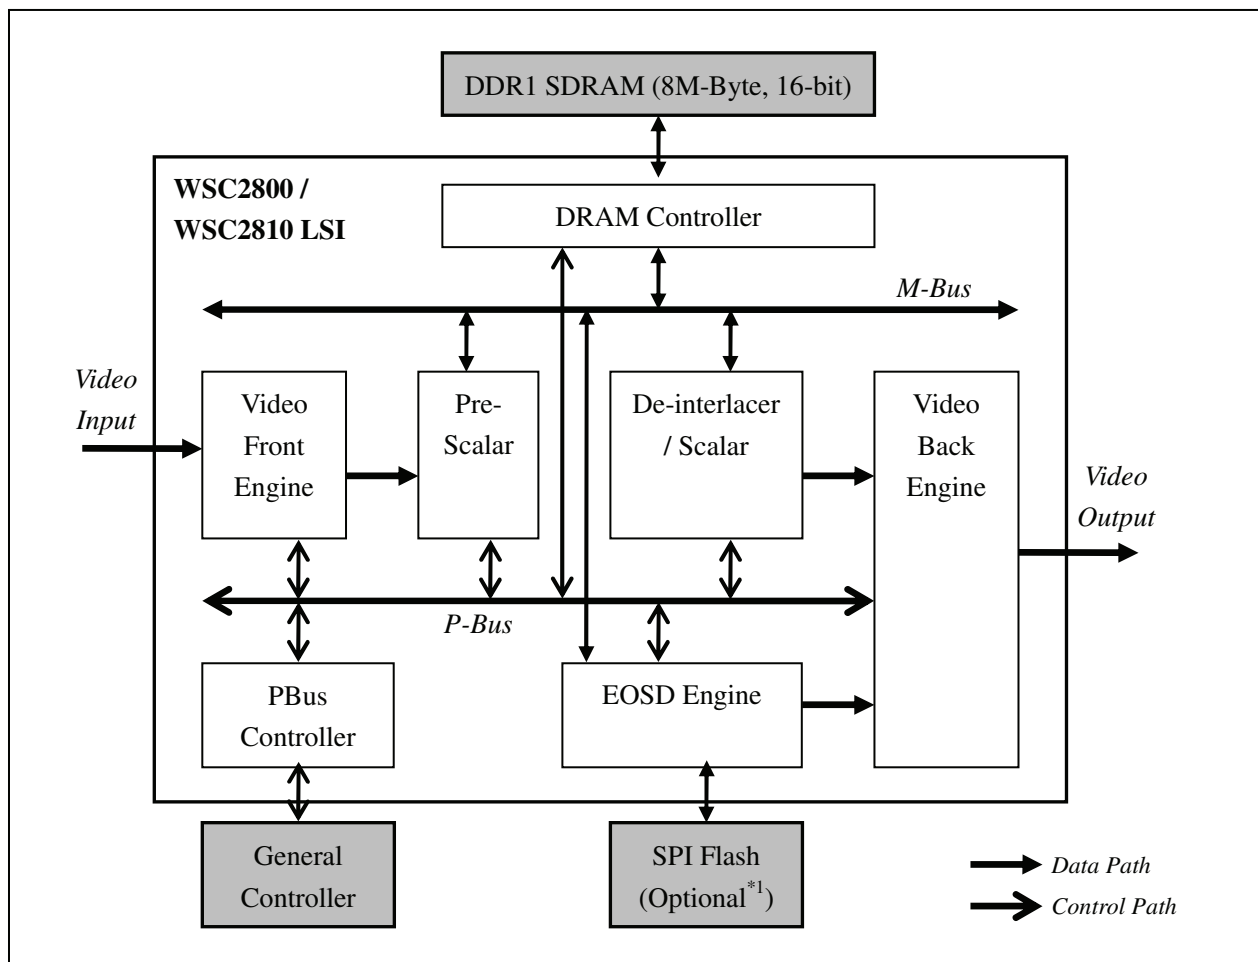 DDR1 SDRAM (8M-Byte, 16-bit)
WSC2800 /
WSC2810 LSI
DRAM Controller
M-Bus
Video
Input
Video
Front
Engine
Pre-
Scalar
De-interlacer
/ Scalar
Video
Back
Engine
Video
Output
P-Bus
PBus
Controller
EOSD Engine
General
Controller
SPI Flash
(Optional*1)
Data Path
Control Path